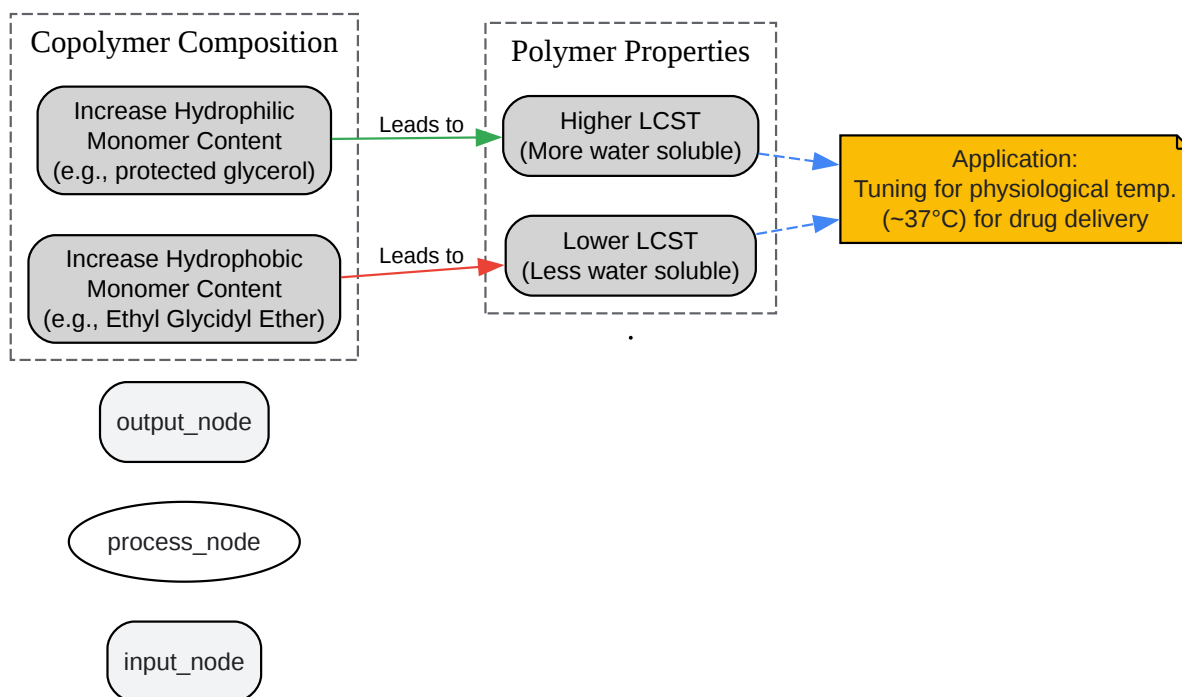 Copolymer Composition
Increase Hydrophilic
Monomer Content
(e.g., protected glycerol)
Increase Hydrophobic
Monomer Content
(e.g., Ethyl Glycidyl Ether)
Leads to
Leads to
Polymer Properties
Higher LCST
(More water soluble)
Lower LCST
(Less water soluble)
.
Application:
Tuning for physiological temp.
(~37°C) for drug delivery
output_node
process_node
input_node